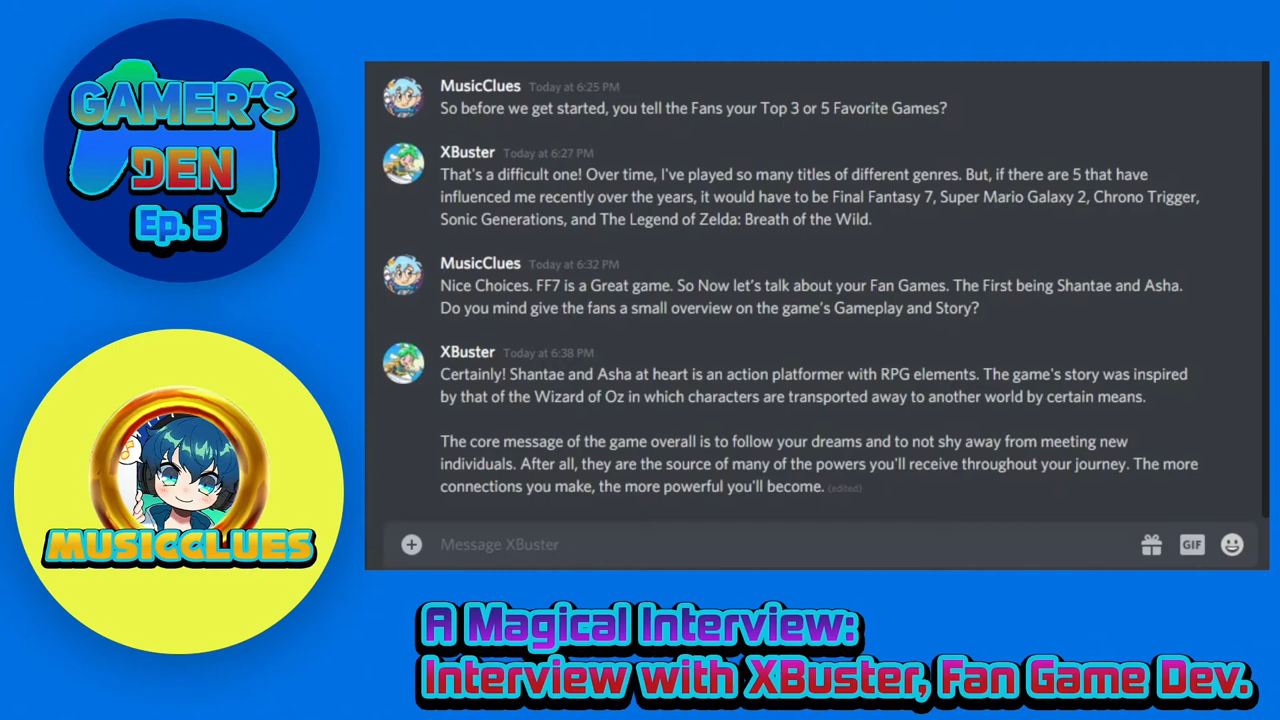 GAMER'S
DEN
Ep. 5
MUSICCLUES
MusicClues Today at 6:25 PM
So before we get started, you tell the Fans your Top 3 or 5 Favorite Games?
XBuster Today at 6:27 PM
That's a difficult one! Over time, I've played so many titles of different genres. But, if there are 5 that have
influenced me recently over the years, it would have to be Final Fantasy 7, Super Mario Galaxy 2, Chrono Trigger,
Sonic Generations, and The Legend of Zelda: Breath of the Wild.
MusicClues Today at 6:32 PM
Nice Choices. FF7 is a Great game. So Now let's talk about your Fan Games. The First being Shantae and Asha.
Do you mind give the fans a small overview on the game's Gameplay and Story?
XBuster Today at 6:38 PM
Certainly! Shantae and Asha at heart is an action platformer with RPG elements. The game's story was inspired
by that of the Wizard of Oz in which characters are transported away to another world by certain means.
The core message of the game overall is to follow your dreams and to not shy away from meeting new
individuals. After all, they are the source of many of the powers you'll receive throughout your journey. The more
connections you make, the more powerful you'll become. (edited)
Message XBuster
GIF
A Magical Interview:
Interview with XBuster, Fan Game Dev.